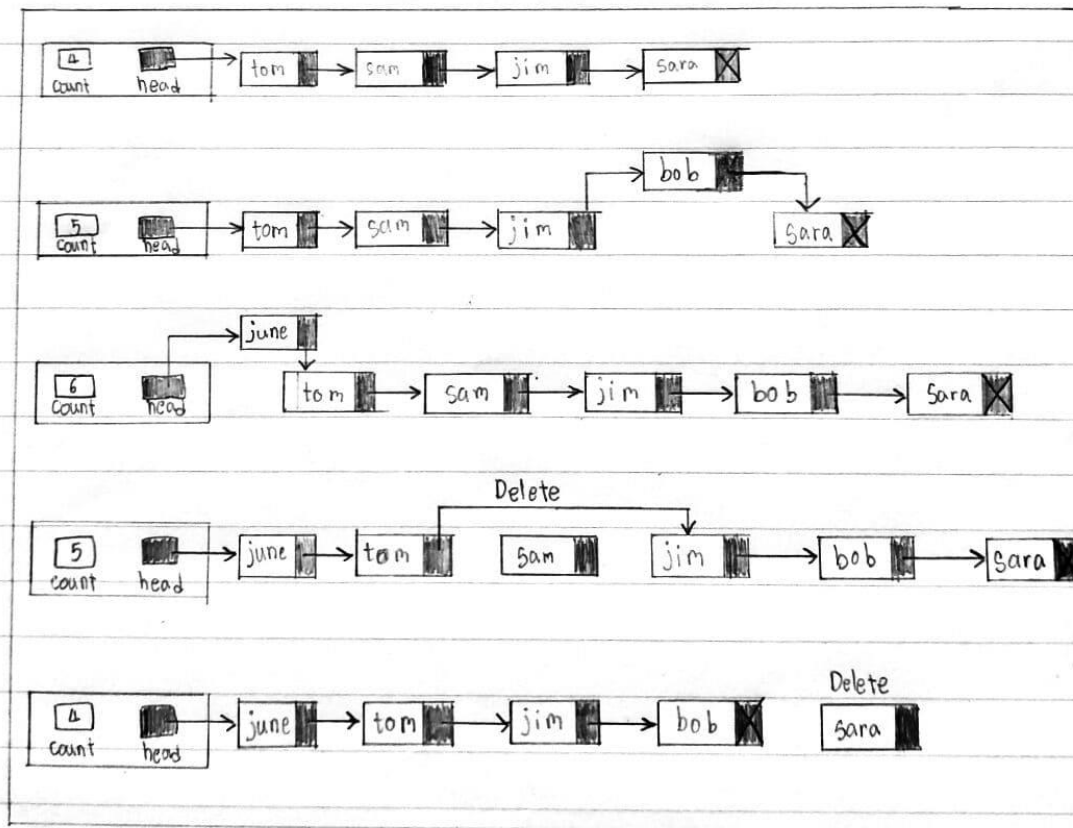 4 tom sam jim sara
count head
bob
5 tom sam jim sara
count head
june
6 tom sam jim bob sara
count head
Delete
5 june tom sam jim bob sara
count head
Delete
4 june tom jim bob sara
count head